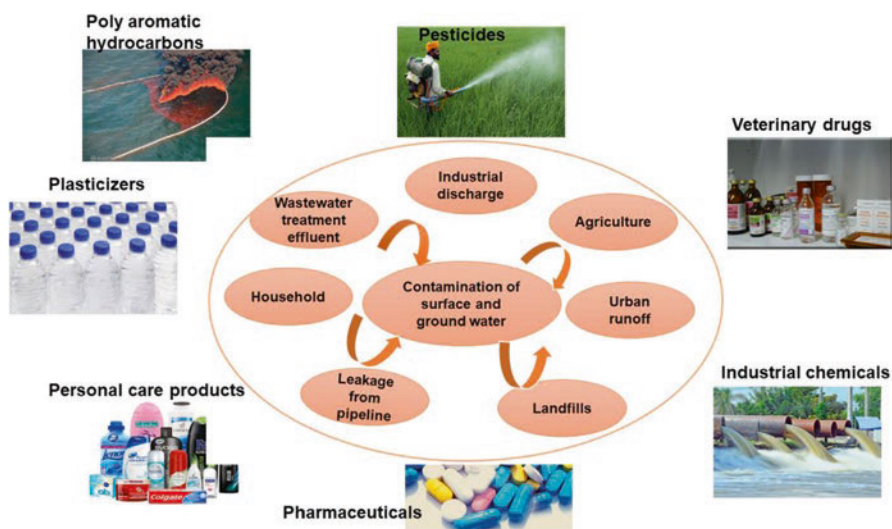 Poly aromatic
hydrocarbons
Pesticides
Veterinary drugs
Plasticizers
Industrial
discharge
Wastewater
treatment
effluent
Agriculture
Contamination of
surface and
ground water
Household
Urban
runoff
Leakage
from
pipeline
Landfills
Personal care products
Industrial chemicals
Colgate
Pharmaceuticals